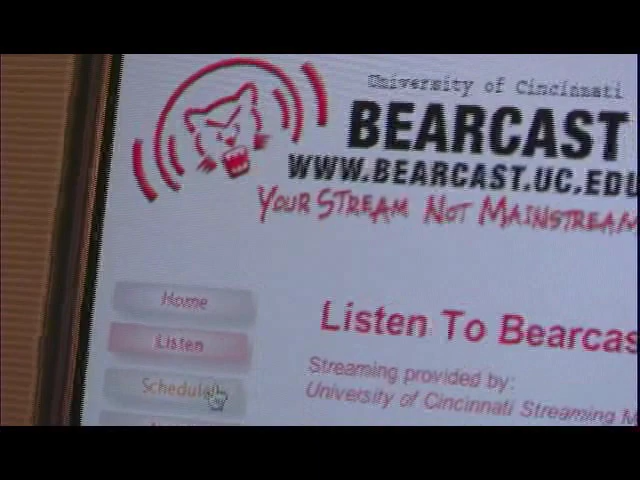 University of Cincinnati
BEARCAST
WWW.BEARCAST.UC.EDU
YOUR STREAM NOT MAINSTREAM
Home
Listen
Schedule
Listen To Bearcas
Streaming provided by:
University of Cincinnati Streaming M